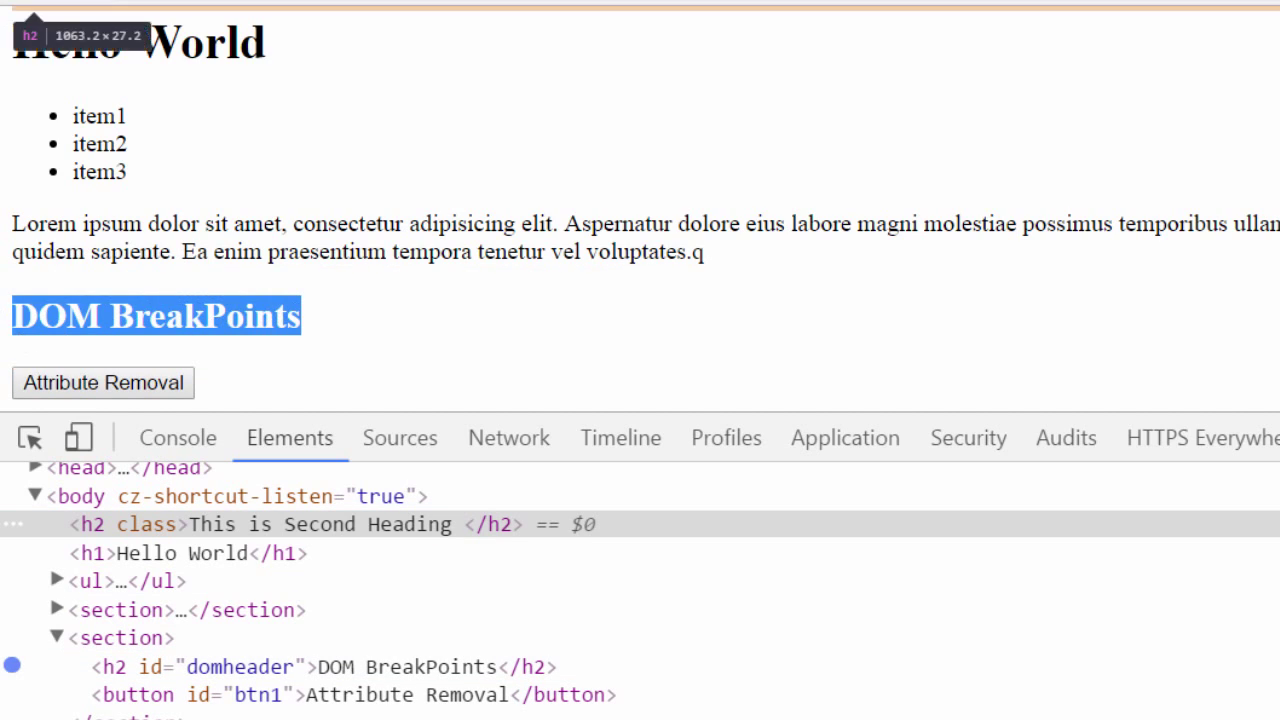 h2 1063.2×27.2
Hello World
item1
item2
item3
Lorem ipsum dolor sit amet, consectetur adipisicing elit. Aspernatur dolore eius labore magni molestiae possimus temporibus
quidem sapiente. Ea enim praesentium tempora tenetur vel voluptates.q
DOM BreakPoints
Attribute Removal
Console Elements Sources Network Timeline Profiles Application Security Audits HTTPS
<head>…</head>
<body cz-shortcut-listen="true">
<h2 class>This is Second Heading </h2> == $0
<h1>Hello World</h1>
<ul>…</ul>
<section>…</section>
<section>
<h2 id="domheader">DOM BreakPoints</h2>
<button id="btn1">Attribute Removal</button>